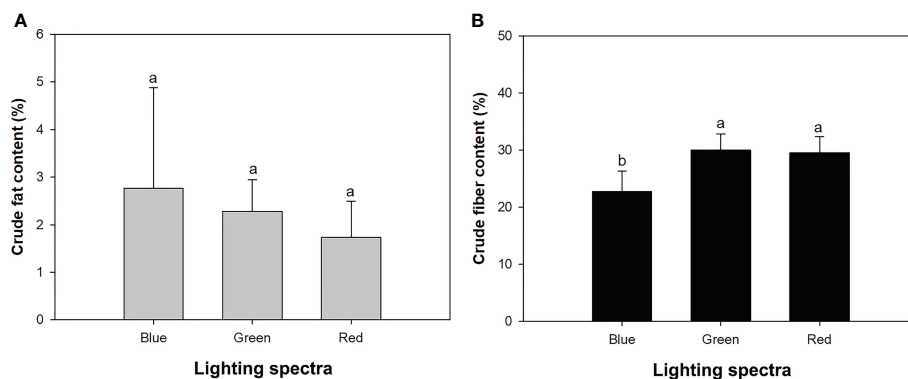 A
Crude fat content (%)
6
5
4
3
2
1
0
a
a
a
Blue Green Red
Lighting spectra
B
Crude fiber content (%)
50
40
30
20
10
0
b
a
a
Blue Green Red
Lighting spectra